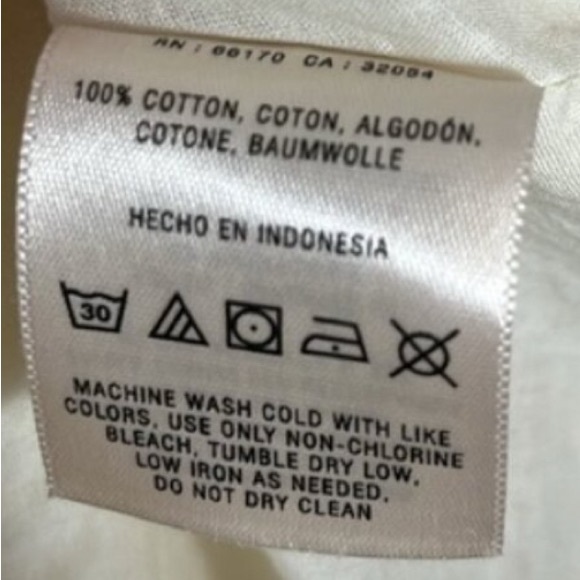 RN : 66170 CA : 32054
100% COTTON, COTON, ALGODÓN,
COTONE, BAUMWOLLE
HECHO EN INDONESIA
30
MACHINE WASH COLD WITH LIKE
COLORS. USE ONLY NON-CHLORINE
BLEACH, TUMBLE DRY LOW.
LOW IRON AS NEEDED.
DO NOT DRY CLEAN